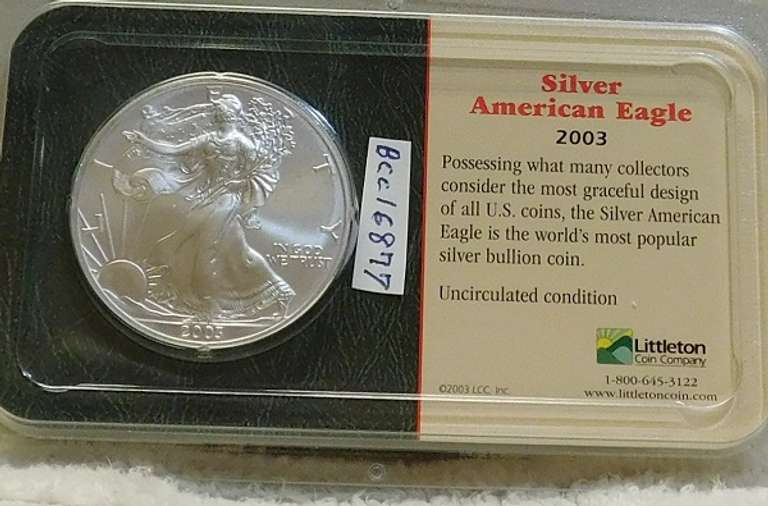 L I T Y
IN GOD
WE TRUST
2003
BCC16877
Silver
American Eagle
2003
Possessing what many collectors
consider the most graceful design
of all U.S. coins, the Silver American
Eagle is the world's most popular
silver bullion coin.
Uncirculated condition
Littleton
Coin Company
1-800-645-3122
©2003 LCC, Inc.
www.littletoncoin.com